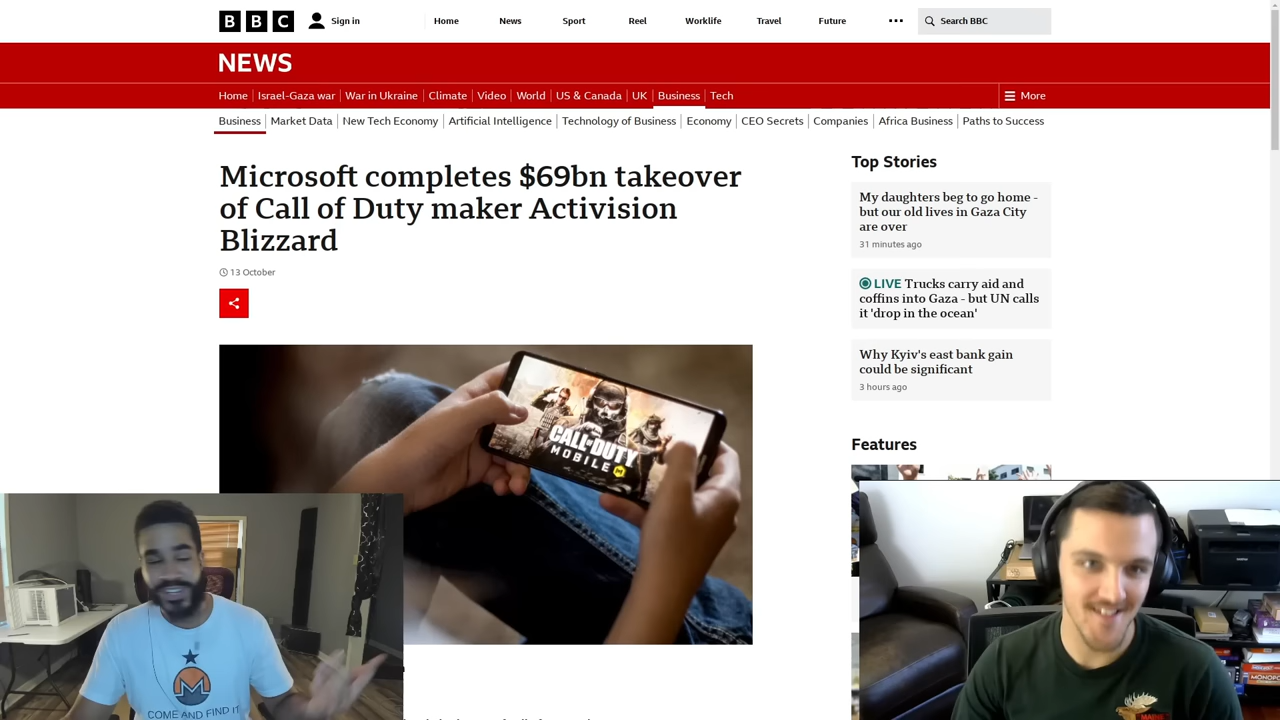 BBC
Sign in
Home
News
Sport
Reel
Worklife
Travel
Future
Search BBC
NEWS
Home
Israel-Gaza war
War in Ukraine
Climate
Video
World
US & Canada
UK
Business
Tech
More
Business
Market Data
New Tech Economy
Artificial Intelligence
Technology of Business
Economy
CEO Secrets
Companies
Africa Business
Paths to Success
Microsoft completes $69bn takeover
of Call of Duty maker Activision
Blizzard
13 October
CALL OF DUTY
MOBILE
Top Stories
My daughters beg to go home -
but our old lives in Gaza City
are over
31 minutes ago
LIVE Trucks carry aid and
coffins into Gaza - but UN calls
it 'drop in the ocean'
Why Kyiv's east bank gain
could be significant
3 hours ago
Features
COME AND FIND IT
MAINE
MONOPOLY